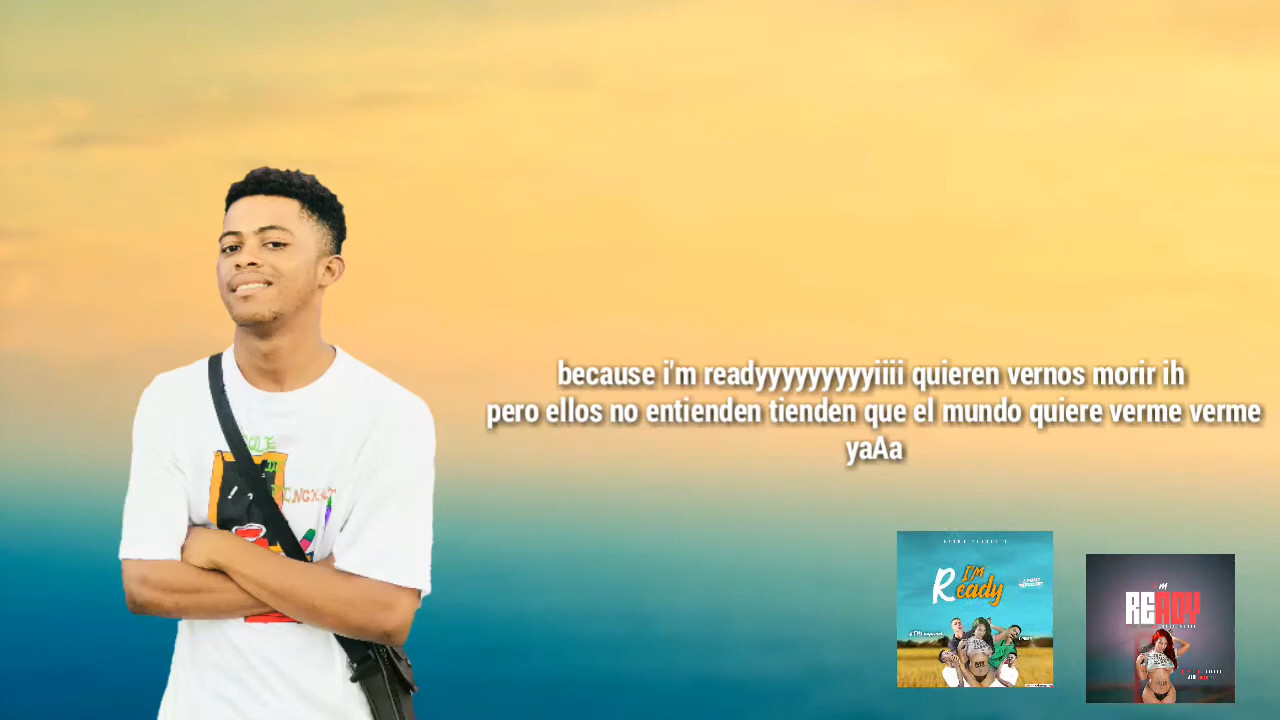 because i'm readyyyyyyyyyiiii quieren vernos morir ih
pero ellos no entienden tienden que el mundo quiere verme verme
yaAa
I'M
Ready
I'M
READY